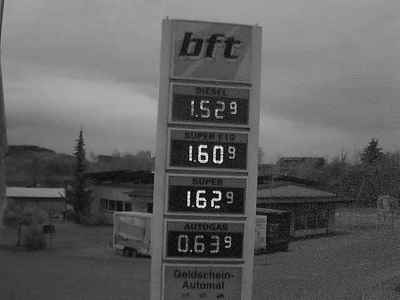 bft
DIESEL
1.52⁹
SUPER E10
1.60⁹
SUPER
1.62⁹
AUTOGAS
0.63⁹
Geldschein-
Automat